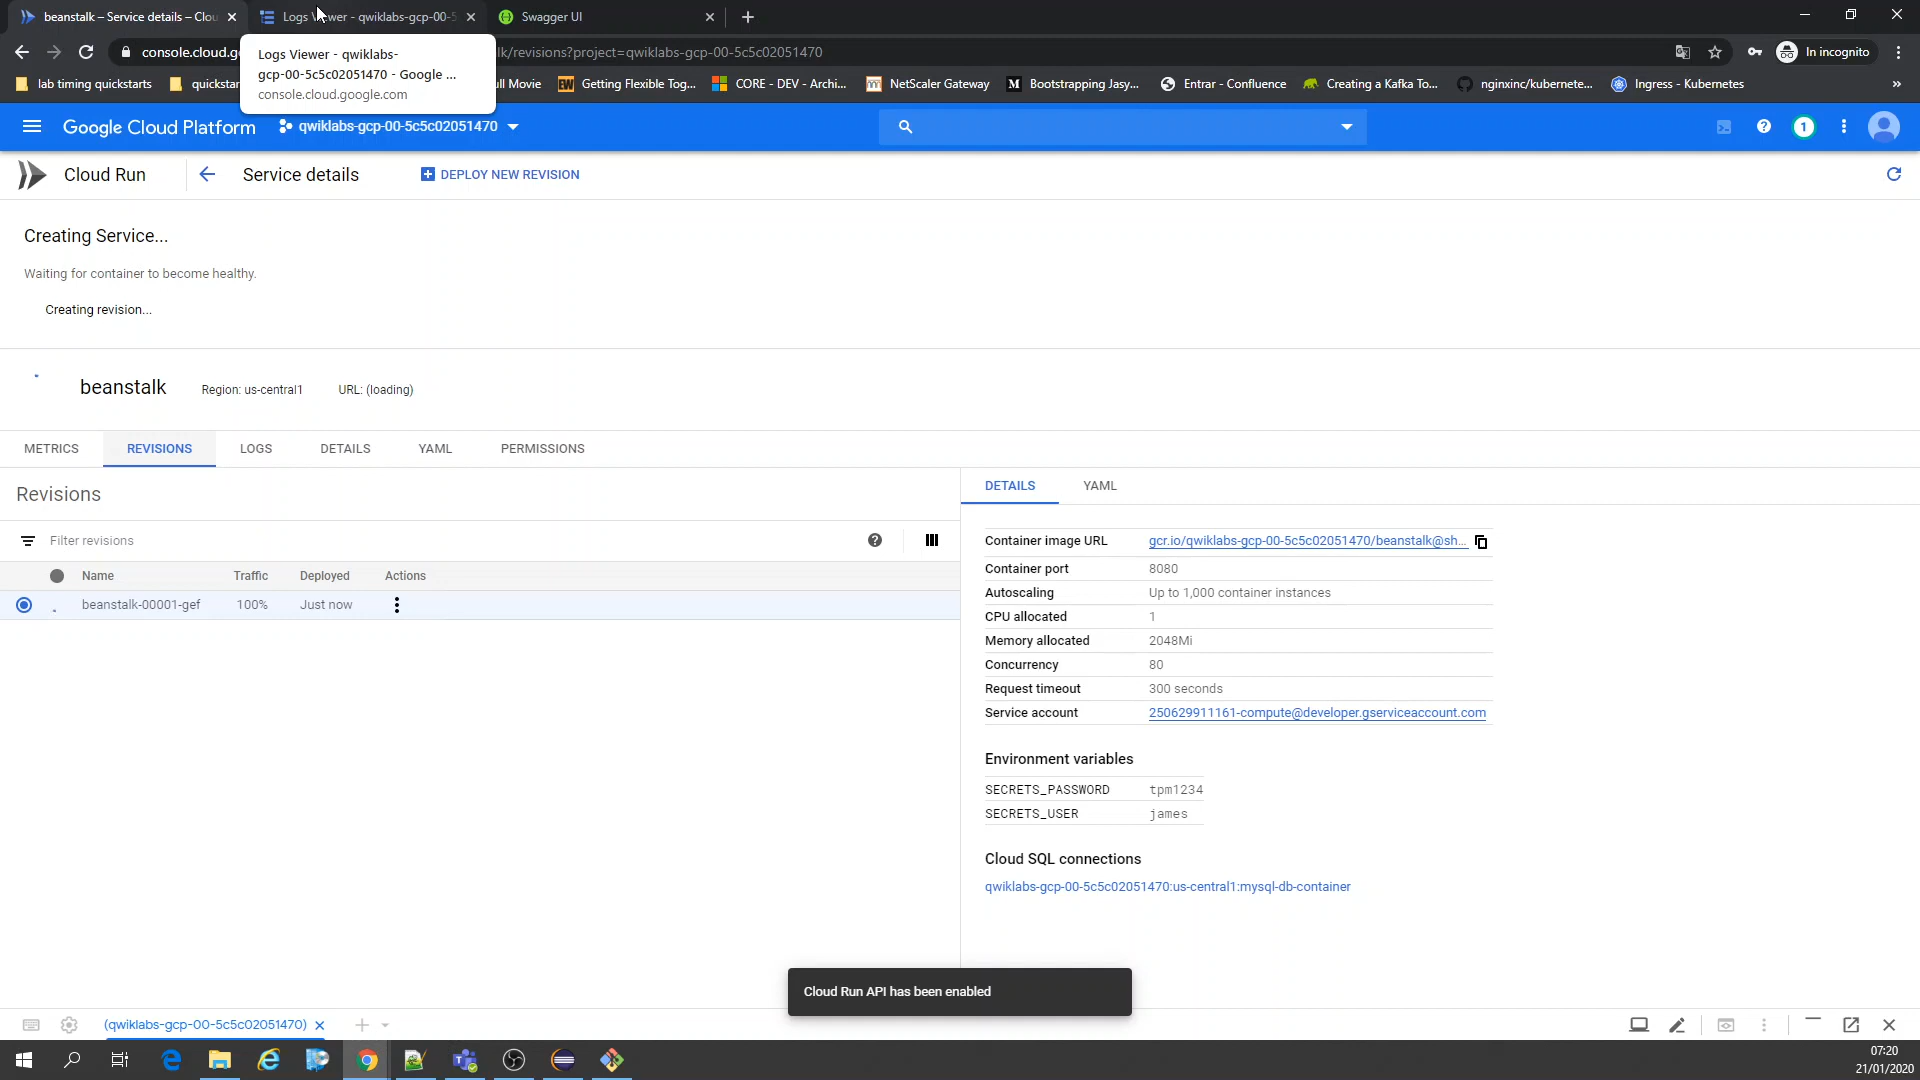 beanstalk – Service details – Clou
Logs Viewer - qwiklabs-gcp-00-5
Swagger UI
console.cloud.g
lk/revisions?project=qwiklabs-gcp-00-5c5c02051470
In incognito
Logs Viewer - qwiklabs-
gcp-00-5c5c02051470 - Google ...
console.cloud.google.com
lab timing quickstarts
quickstar
ull Movie
Getting Flexible Tog...
CORE - DEV - Archi...
NetScaler Gateway
Bootstrapping Jasy...
Entrar - Confluence
Creating a Kafka To...
nginxinc/kubernete...
Ingress - Kubernetes
»
Google Cloud Platform
qwiklabs-gcp-00-5c5c02051470
1
Cloud Run
Service details
DEPLOY NEW REVISION
Creating Service...
Waiting for container to become healthy.
Creating revision...
beanstalk
Region: us-central1
URL: (loading)
METRICS
REVISIONS
LOGS
DETAILS
YAML
PERMISSIONS
Revisions
Filter revisions
Name Traffic Deployed Actions
beanstalk-00001-gef 100% Just now
DETAILS
YAML
Container image URL gcr.io/qwiklabs-gcp-00-5c5c02051470/beanstalk@sh...
Container port 8080
Autoscaling Up to 1,000 container instances
CPU allocated 1
Memory allocated 2048Mi
Concurrency 80
Request timeout 300 seconds
Service account 250629911161-compute@developer.gserviceaccount.com
Environment variables
SECRETS_PASSWORD tpm1234
SECRETS_USER james
Cloud SQL connections
qwiklabs-gcp-00-5c5c02051470:us-central1:mysql-db-container
Cloud Run API has been enabled
(qwiklabs-gcp-00-5c5c02051470)
07:20
21/01/2020